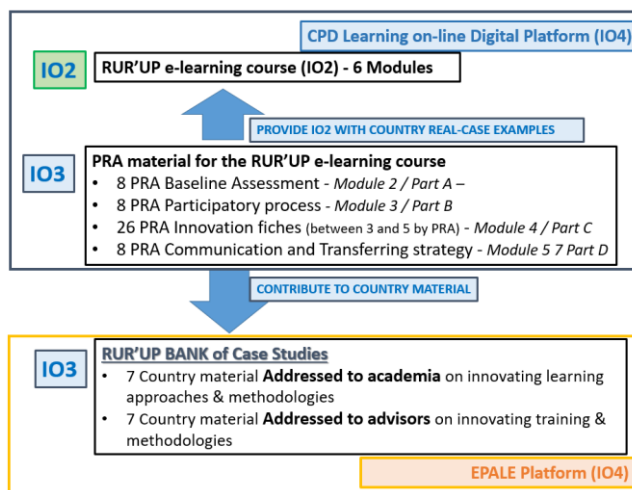 CPD Learning on-line Digital Platform (IO4)
IO2
RUR'UP e-learning course (IO2) - 6 Modules
PROVIDE IO2 WITH COUNTRY REAL-CASE EXAMPLES
IO3
PRA material for the RUR'UP e-learning course
• 8 PRA Baseline Assessment - Module 2 / Part A –
• 8 PRA Participatory process - Module 3 / Part B
• 26 PRA Innovation fiches (between 3 and 5 by PRA) - Module 4 / Part C
• 8 PRA Communication and Transferring strategy - Module 5 7 Part D
CONTRIBUTE TO COUNTRY MATERIAL
IO3
RUR'UP BANK of Case Studies
• 7 Country material Addressed to academia on innovating learning
approaches & methodologies
• 7 Country material Addressed to advisors on innovating training &
methodologies
EPALE Platform (IO4)